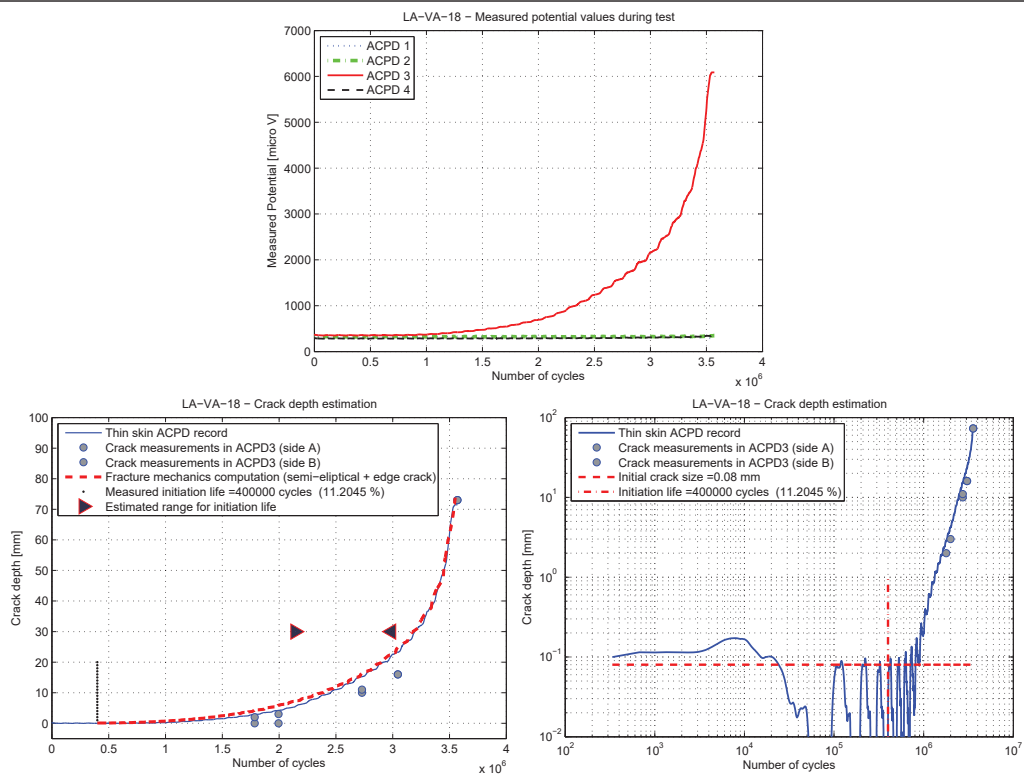 LA−VA−18 − Measured potential values during test
7000
6000
5000
4000
3000
2000
1000
0
Measured Potential [micro V]
ACPD 1
ACPD 2
ACPD 3
ACPD 4
0 0.5 1 1.5 2 2.5 3 3.5 4
Number of cycles
x 10^6
LA−VA−18 − Crack depth estimation
100
90
80
70
60
50
40
30
20
10
0
Crack depth [mm]
Thin skin ACPD record
Crack measurements in ACPD3 (side A)
Crack measurements in ACPD3 (side B)
Fracture mechanics computation (semi−eliptical + edge crack)
Measured initiation life =400000 cycles (11.2045 %)
Estimated range for initiation life
0 0.5 1 1.5 2 2.5 3 3.5 4
Number of cycles
x 10^6
LA−VA−18 − Crack depth estimation
10^2
10^1
10^0
10^−1
10^−2
Crack depth [mm]
Thin skin ACPD record
Crack measurements in ACPD3 (side A)
Crack measurements in ACPD3 (side B)
Initial crack size =0.08 mm
Initiation life =400000 cycles (11.2045 %)
10^2 10^3 10^4 10^5 10^6 10^7
Number of cycles